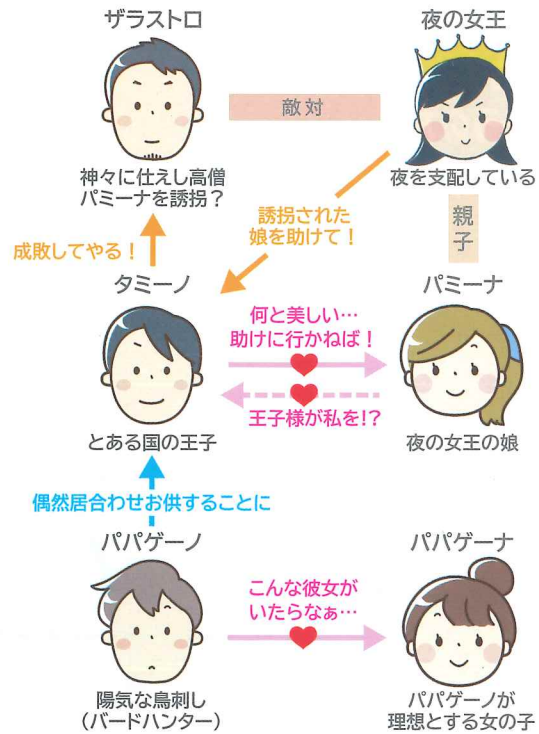 ザラストロ
夜の女王
敵対
神々に仕えし高僧
パミーナを誘拐？
夜を支配している
誘拐された
娘を助けて！
親子
成敗してやる！
タミーノ
パミーナ
何と美しい…
助けに行かねば！
王子様が私を!?
とある国の王子
夜の女王の娘
偶然居合わせお供することに
パパゲーノ
パパゲーナ
こんな彼女が
いたらなぁ…
陽気な鳥刺し
（バードハンター）
パパゲーノが
理想とする女の子